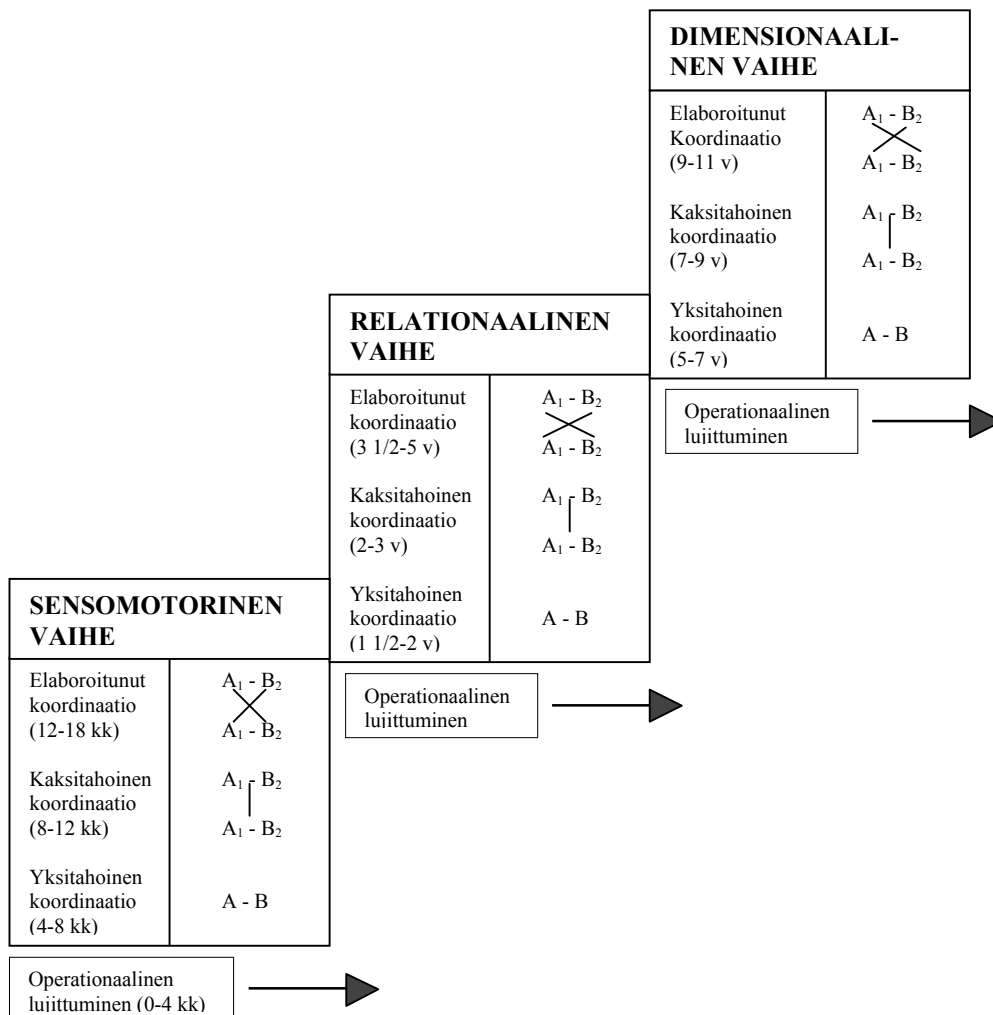 DIMENSIONAALI-
NEN VAIHE
Elaboroitunut
Koordinaatio
(9-11 v)
A₁ - B₂
A₁ - B₂
Kaksitahoinen
koordinaatio
(7-9 v)
A₁ - B₂
A₁ - B₂
Yksitahoinen
koordinaatio
(5-7 v)
A - B
Operationaalinen
lujittuminen
RELATIONAALINEN
VAIHE
Elaboroitunut
koordinaatio
(3 1/2-5 v)
A₁ - B₂
A₁ - B₂
Kaksitahoinen
koordinaatio
(2-3 v)
A₁ - B₂
A₁ - B₂
Yksitahoinen
koordinaatio
(1 1/2-2 v)
A - B
Operationaalinen
lujittuminen
SENSOMOTORINEN
VAIHE
Elaboroitunut
koordinaatio
(12-18 kk)
A₁ - B₂
A₁ - B₂
Kaksitahoinen
koordinaatio
(8-12 kk)
A₁ - B₂
A₁ - B₂
Yksitahoinen
koordinaatio
(4-8 kk)
A - B
Operationaalinen
lujittuminen (0-4 kk)